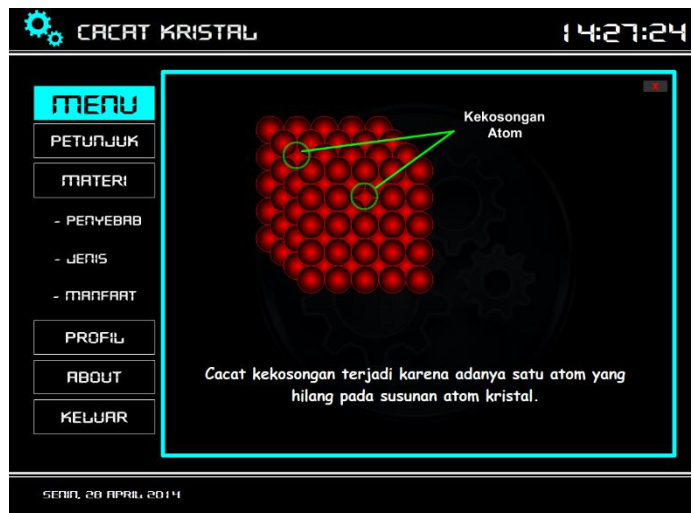 CACAT KRISTAL
14:27:24
MENU
PETUNJUK
MATERI
- PENYEBAB
- JENIS
- MANFAAT
PROFIL
ABOUT
KELUAR
X
Kekosongan
Atom
Cacat kekosongan terjadi karena adanya satu atom yang
hilang pada susunan atom kristal.
SENIN, 28 APRIL 2014